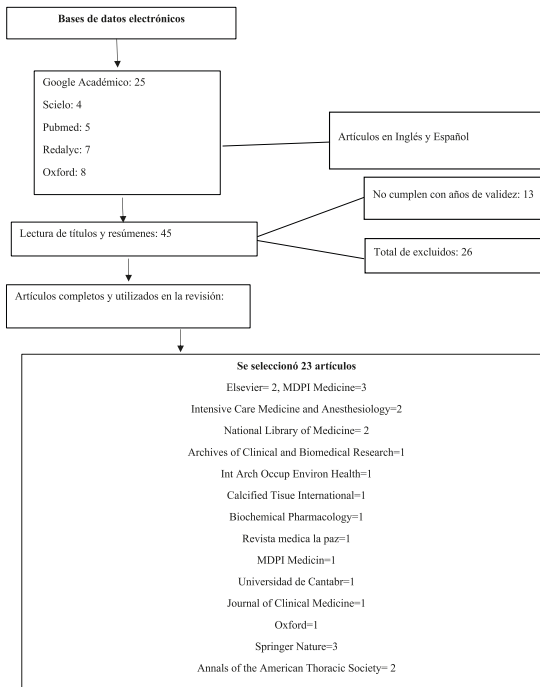 Bases de datos electrónicos
Google Académico: 25
Scielo: 4
Pubmed: 5
Redalyc: 7
Oxford: 8
Artículos en Inglés y Español
No cumplen con años de validez: 13
Lectura de títulos y resúmenes: 45
Total de excluidos: 26
Artículos completos y utilizados en la revisión:
Se seleccionó 23 artículos
Elsevier= 2, MDPI Medicine=3
Intensive Care Medicine and Anesthesiology=2
National Library of Medicine= 2
Archives of Clinical and Biomedical Research=1
Int Arch Occup Environ Health=1
Calcified Tissue International=1
Biochemical Pharmacology=1
Revista medica la paz=1
MDPI Medicin=1
Universidad de Cantabr=1
Journal of Clinical Medicine=1
Oxford=1
Springer Nature=3
Annals of the American Thoracic Society= 2